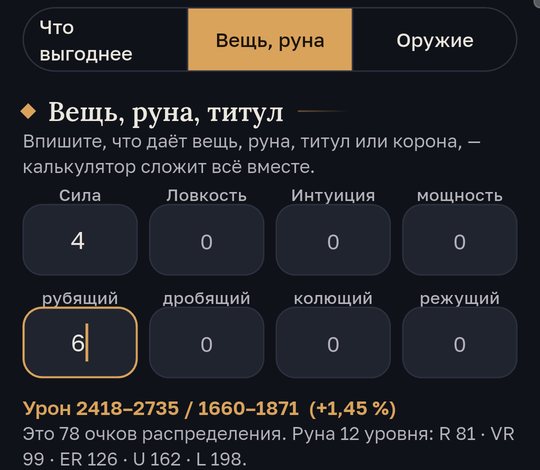 Что
выгоднее
Вещь, руна
Оружие
Вещь, руна, титул
Впишите, что даёт вещь, руна, титул или корона, —
калькулятор сложит всё вместе.
Сила Ловкость Интуиция мощность
4 0 0 0
рубящий дробящий колющий режущий
6 0 0 0
Урон 2418–2735 / 1660–1871 (+1,45 %)
Это 78 очков распределения. Руна 12 уровня: R 81 · VR
99 · ER 126 · U 162 · L 198.